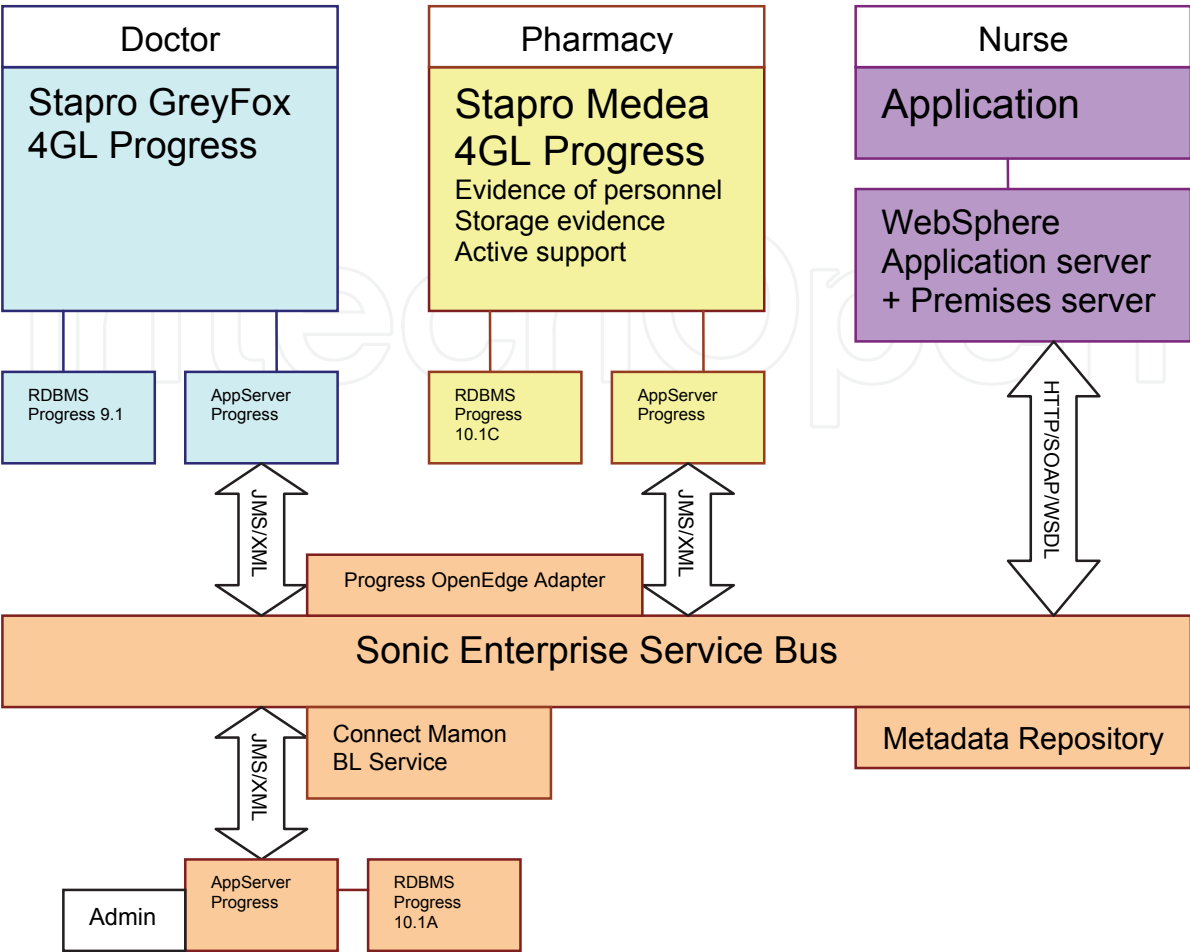 Doctor
Stapro GreyFox
4GL Progress
RDBMS
Progress 9.1
AppServer
Progress
Pharmacy
Stapro Medea
4GL Progress
Evidence of personnel
Storage evidence
Active support
RDBMS
Progress
10.1C
AppServer
Progress
Nurse
Application
WebSphere
Application server
+ Premises server
JMS/XML
JMS/XML
HTTP/SOAP/WSDL
IntechOpen
Progress OpenEdge Adapter
Sonic Enterprise Service Bus
JMS/XML
Connect Mamon
BL Service
Metadata Repository
Admin
AppServer
Progress
RDBMS
Progress
10.1A